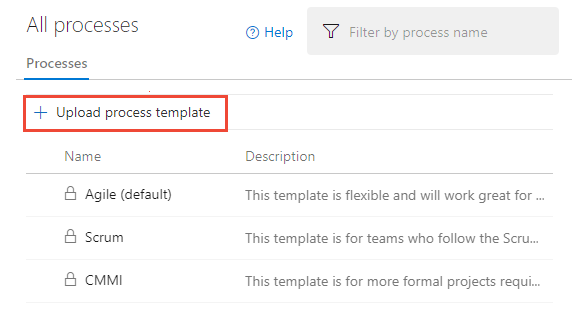 All processes
Help
Filter by process name
Processes
+ Upload process template
Name Description
Agile (default) This template is flexible and will work great for ...
Scrum This template is for teams who follow the Scru...
CMMI This template is for more formal projects requi...